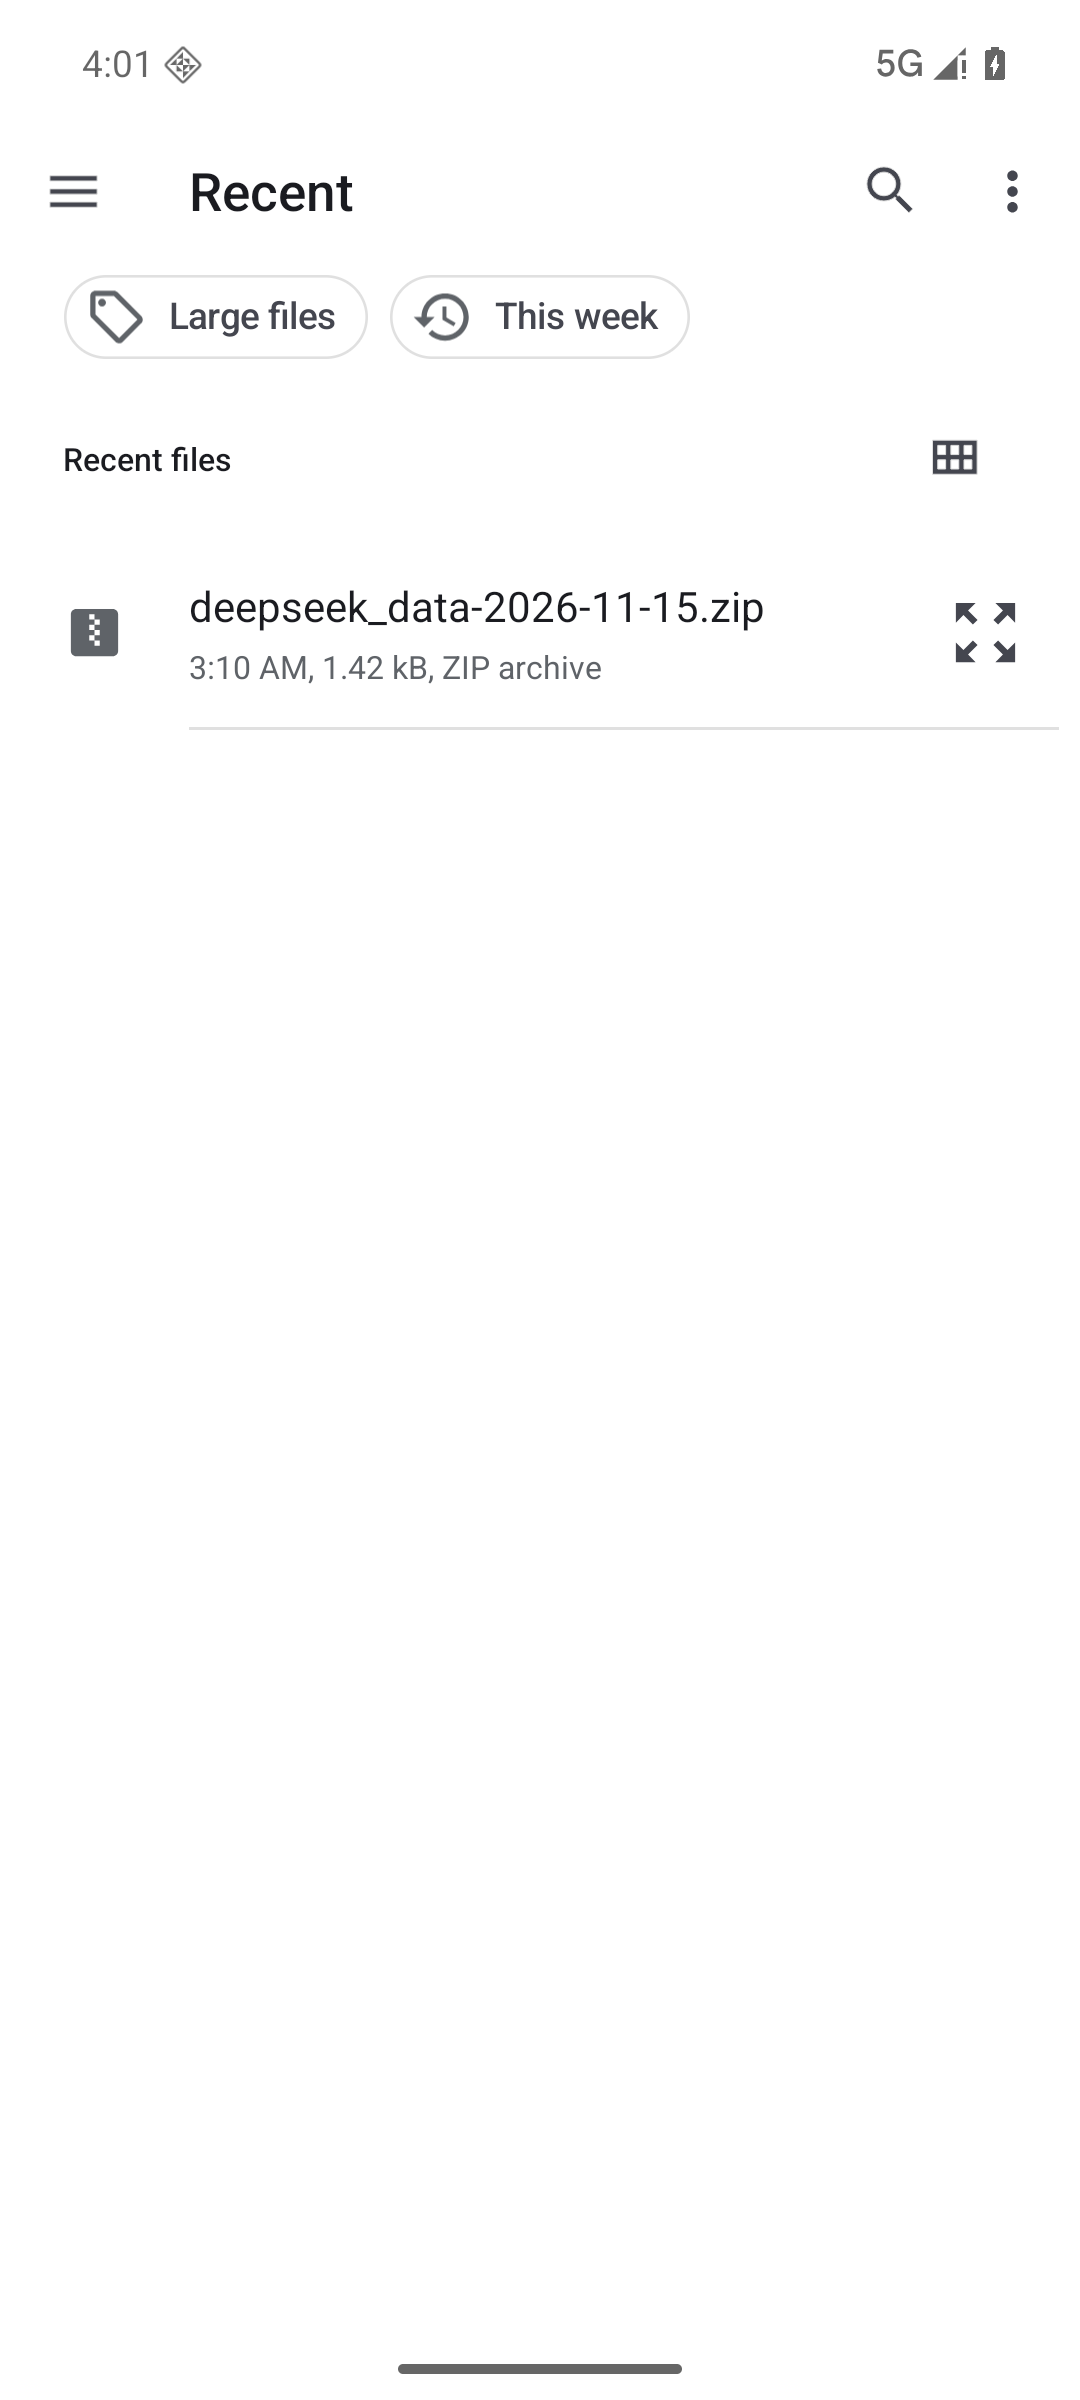 4:01
5G
Recent
Large files
This week
Recent files
deepseek_data-2026-11-15.zip
3:10 AM, 1.42 kB, ZIP archive